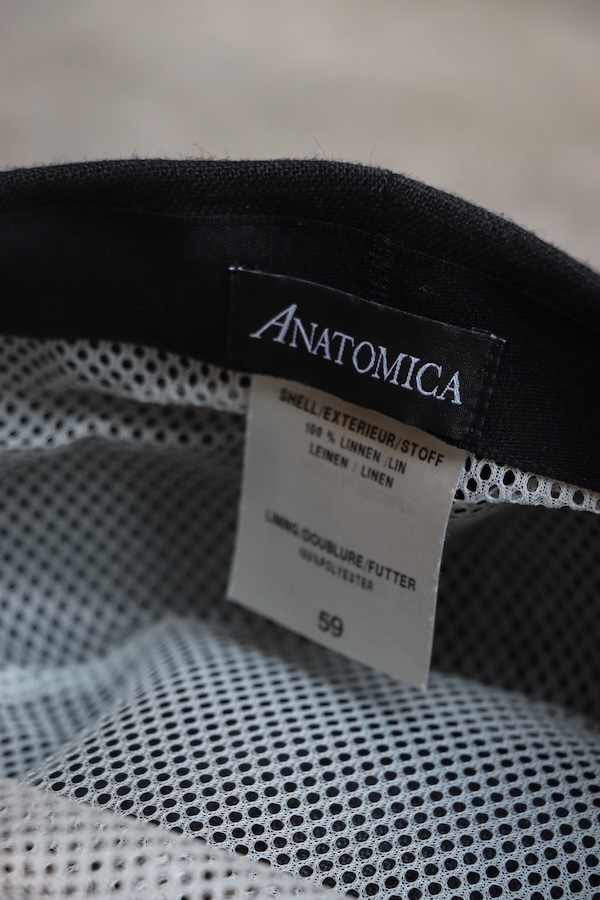 ANATOMICA
SHELL/EXTERIEUR/STOFF
100 % LINNEN /LIN
LEINEN / LINEN
LINING/DOUBLURE/FUTTER
100%POLYESTER
59